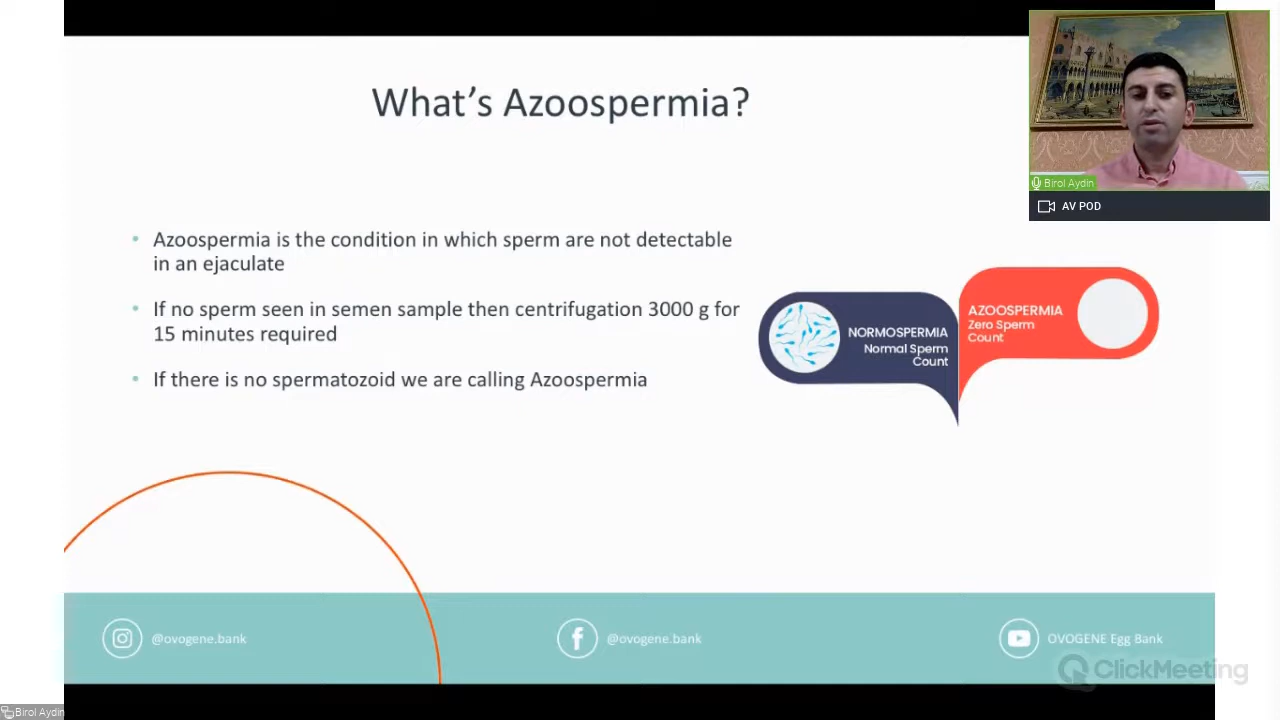 What's Azoospermia?
• Azoospermia is the condition in which sperm are not detectable
in an ejaculate
• If no sperm seen in semen sample then centrifugation 3000 g for
15 minutes required
• If there is no spermatozoid we are calling Azoospermia
NORMOSPERMIA
Normal Sperm
Count
AZOOSPERMIA
Zero Sperm
Count
Birol Aydin
AV POD
@ovogene.bank
@ovogene.bank
OVOGENE Egg Bank
ClickMeeting
Birol Aydin